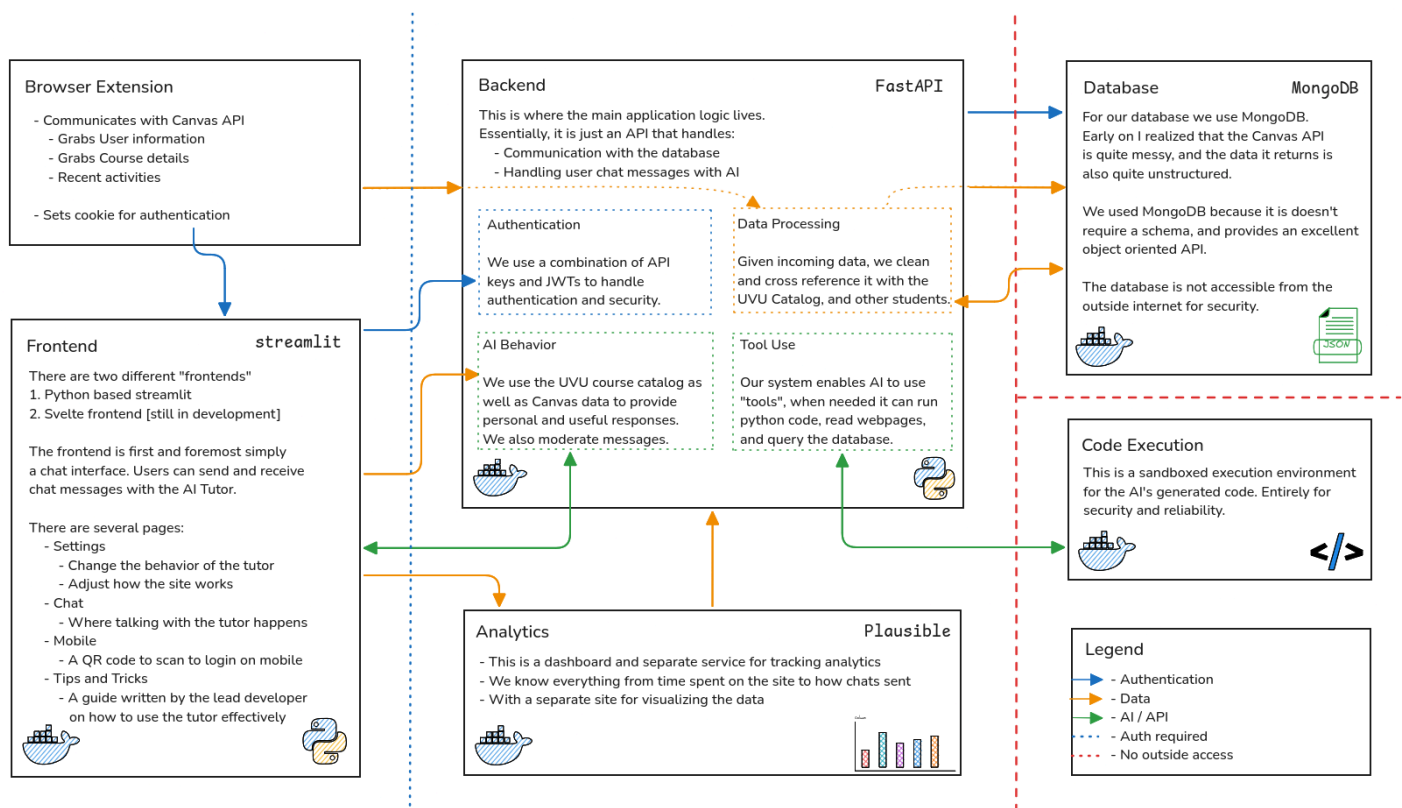 Browser Extension
- Communicates with Canvas API
- Grabs User information
- Grabs Course details
- Recent activities
- Sets cookie for authentication
Frontend
streamlit
There are two different "frontends"
1. Python based streamlit
2. Svelte frontend [still in development]
The frontend is first and foremost simply
a chat interface. Users can send and receive
chat messages with the AI Tutor.
There are several pages:
- Settings
- Change the behavior of the tutor
- Adjust how the site works
- Chat
- Where talking with the tutor happens
- Mobile
- A QR code to scan to login on mobile
- Tips and Tricks
- A guide written by the lead developer
on how to use the tutor effectively
Backend
FastAPI
This is where the main application logic lives.
Essentially, it is just an API that handles:
- Communication with the database
- Handling user chat messages with AI
Authentication
We use a combination of API
keys and JWTs to handle
authentication and security.
Data Processing
Given incoming data, we clean
and cross reference it with the
UVU Catalog, and other students.
AI Behavior
We use the UVU course catalog as
well as Canvas data to provide
personal and useful responses.
We also moderate messages.
Tool Use
Our system enables AI to use
"tools", when needed it can run
python code, read webpages,
and query the database.
Analytics
Plausible
- This is a dashboard and separate service for tracking analytics
- We know everything from time spent on the site to how chats sent
- With a separate site for visualizing the data
Database
MongoDB
For our database we use MongoDB.
Early on I realized that the Canvas API
is quite messy, and the data it returns is
also quite unstructured.
We used MongoDB because it is doesn't
require a schema, and provides an excellent
object oriented API.
The database is not accessible from the
outside internet for security.
JSON
Code Execution
This is a sandboxed execution environment
for the AI's generated code. Entirely for
security and reliability.
</>
Legend
- Authentication
- Data
- AI / API
- Auth required
- No outside access